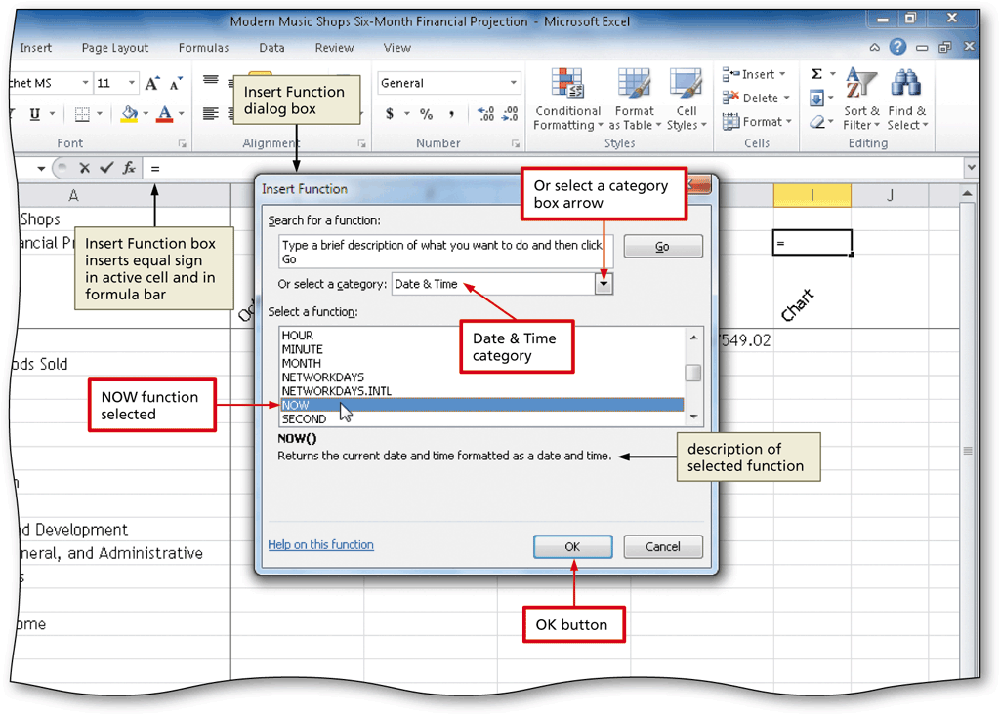 Modern Music Shops Six-Month Financial Projection - Microsoft Excel
Insert Page Layout Formulas Data Review View
chet MS 11 A A General Insert Σ
Insert Function
dialog box
U A $ % , .00 .00 Conditional Formatting Format as Table Cell Styles Delete Format Sort & Filter Find & Select
Font Alignment Number Styles Cells Editing
fx =
A I J
Insert Function
Or select a category
box arrow
Shops
Search for a function:
ancial P
Insert Function box
inserts equal sign
in active cell and in
formula bar
Type a brief description of what you want to do and then click
Go
Go
=
Or select a category: Date & Time
Select a function:
Chart
Date & Time
category
HOUR
MINUTE
MONTH
NETWORKDAYS
NETWORKDAYS.INTL
NOW
SECOND
549.02
ods Sold
NOW function
selected
NOW()
Returns the current date and time formatted as a date and time.
description of
selected function
n
d Development
Help on this function OK Cancel
neral, and Administrative
s
OK button
ome